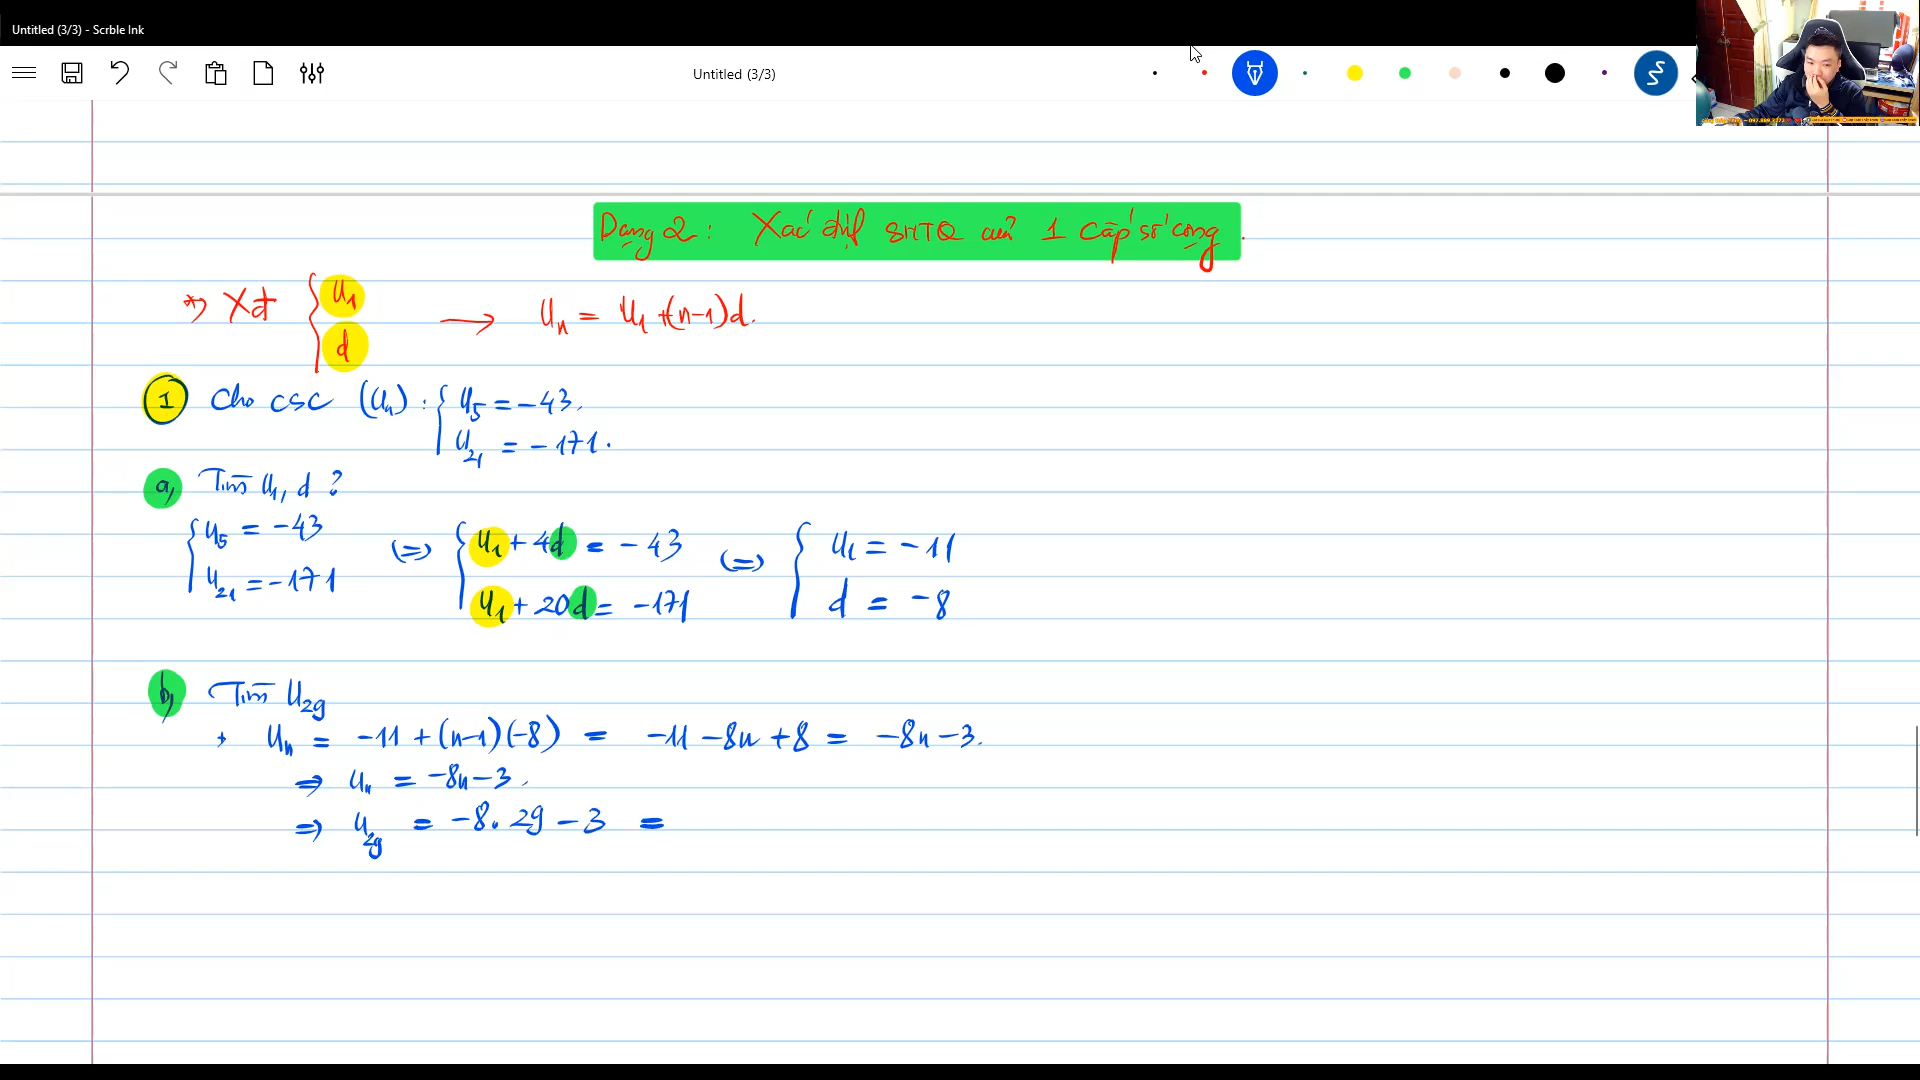 Untitled (3/3) - Scrble Ink
Untitled (3/3)
Dạng 2: Xác định SHTQ của 1 cấp số cộng.
*) Xđ { u₁ d → uₙ = u₁ + (n-1)d.
1 Cho CSC (uₙ): { u₅ = -43. u₂₁ = -171.
a, Tìm u₁, d?
{ u₅ = -43 u₂₁ = -171 (=) { u₁ + 4d = -43 u₁ + 20d = -171 (=) { u₁ = -11 d = -8
b, Tìm u₂₉
+ uₙ = -11 + (n-1)(-8) = -11 - 8n + 8 = -8n - 3.
=> uₙ = -8n - 3.
=> u₂₉ = -8. 29 - 3 =